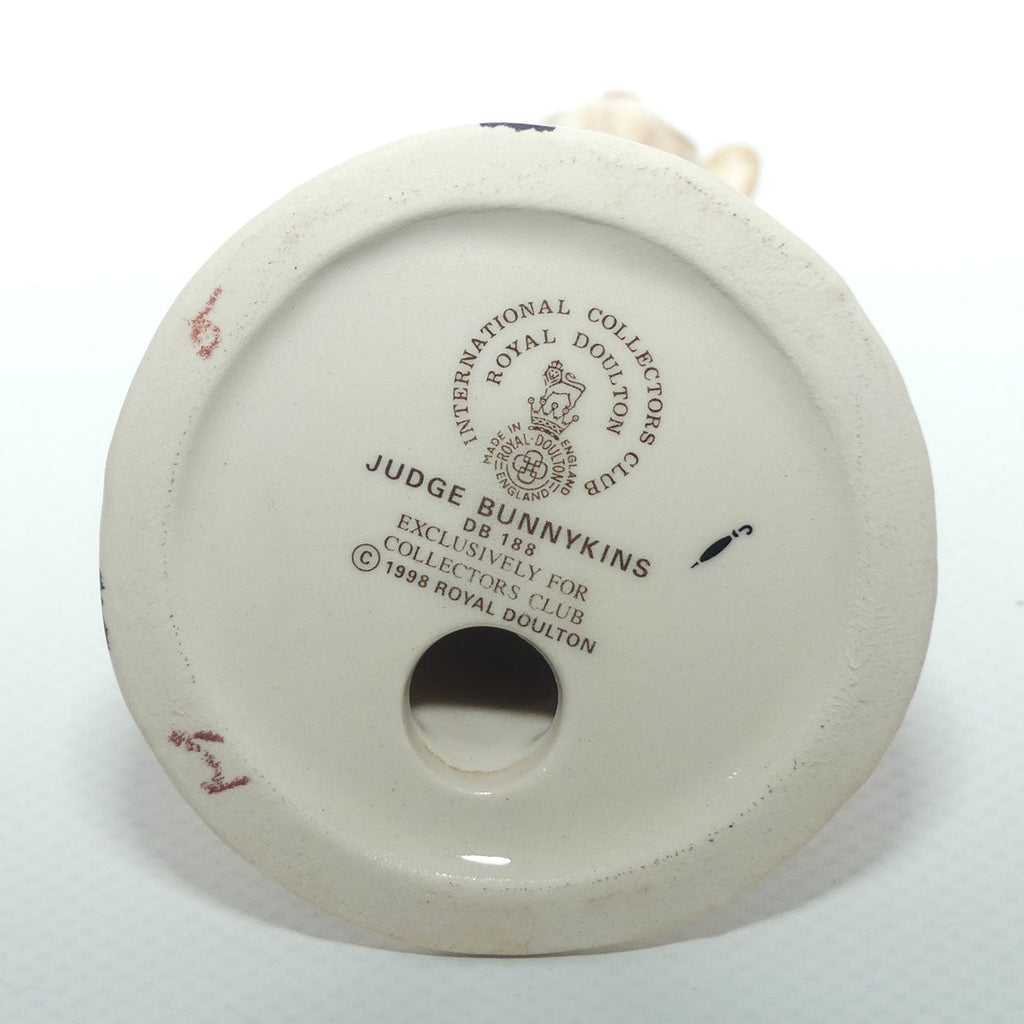 INTERNATIONAL COLLECTORS CLUB
ROYAL DOULTON
MADE IN ENGLAND
ROYAL·DOULTON
ENGLAND
JUDGE BUNNYKINS
DB 188
EXCLUSIVELY FOR
COLLECTORS CLUB
© 1998 ROYAL DOULTON